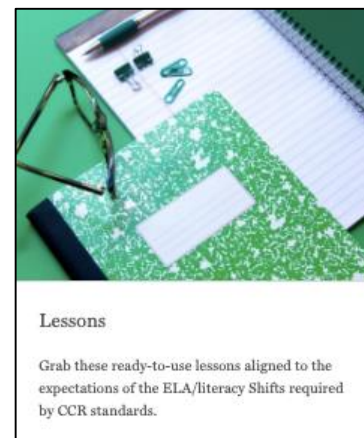 Lessons
Grab these ready-to-use lessons aligned to the
expectations of the ELA/literacy Shifts required
by CCR standards.